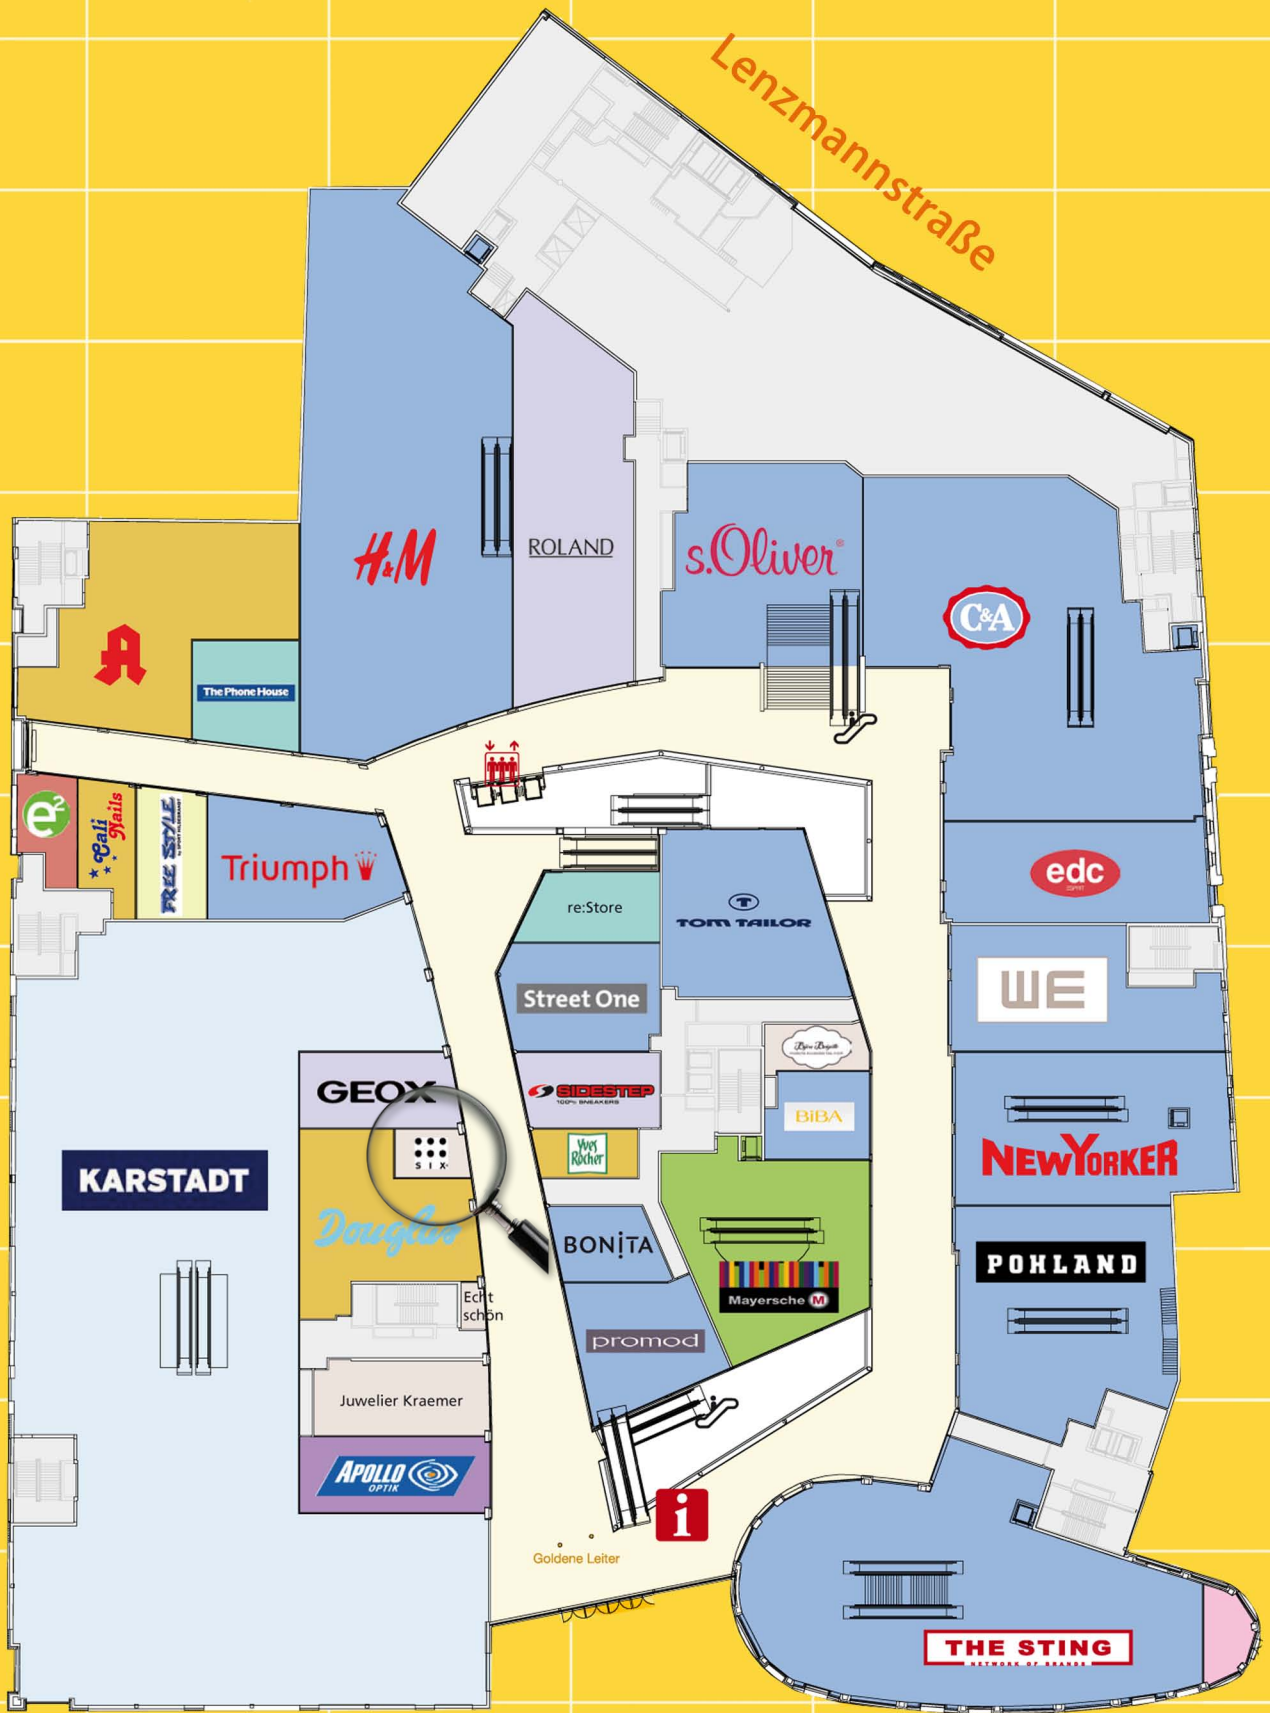 Lenzmannstraße
H&M
ROLAND
s.Oliver®
C&A
A
The Phone House
e2
Cali Nails
FREE STYLE
Triumph
re:Store
TOM TAILOR
edc
ESPRIT
Street One
WE
GEOX
SIDESTEP
100% SNEAKERS
BiBA
SIX
Yves
Rocher
NEWYORKER
KARSTADT
Douglas
BONiTA
POHLAND
Mayersche M
Echt
schön
promod
Juwelier Kraemer
APOLLO
OPTIK
i
Goldene Leiter
THE STING
NETWORK OF BRANDS